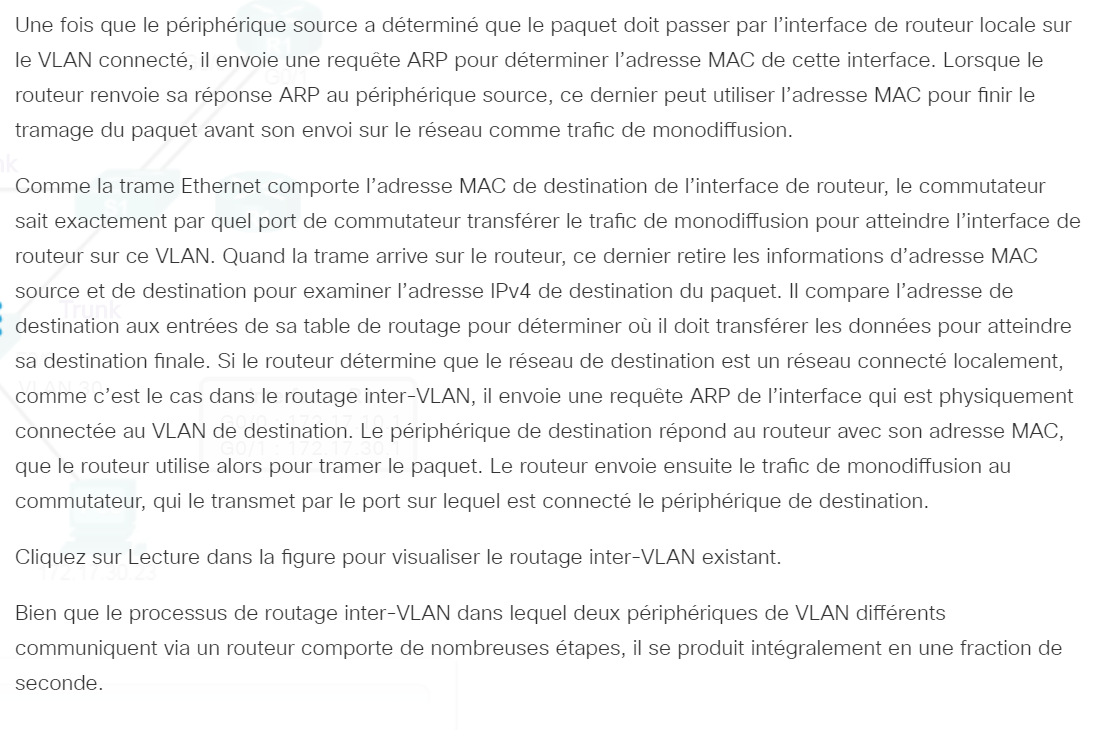 Une fois que le périphérique source a déterminé que le paquet doit passer par l’interface de routeur locale sur
le VLAN connecté, il envoie une requête ARP pour déterminer l’adresse MAC de cette interface. Lorsque le
routeur renvoie sa réponse ARP au périphérique source, ce dernier peut utiliser l’adresse MAC pour finir le
tramage du paquet avant son envoi sur le réseau comme trafic de monodiffusion.
Comme la trame Ethernet comporte l’adresse MAC de destination de l’interface de routeur, le commutateur
sait exactement par quel port de commutateur transférer le trafic de monodiffusion pour atteindre l’interface de
routeur sur ce VLAN. Quand la trame arrive sur le routeur, ce dernier retire les informations d’adresse MAC
source et de destination pour examiner l’adresse IPv4 de destination du paquet. Il compare l’adresse de
Trunk
destination aux entrées de sa table de routage pour déterminer où il doit transférer les données pour atteindre
sa destination finale. Si le routeur détermine que le réseau de destination est un réseau connecté localement,
VLAN 30
comme c’est le cas dans le routage inter-VLAN, il envoie une requête ARP de l’interface qui est physiquement
connectée au VLAN de destination. Le périphérique de destination répond au routeur avec son adresse MAC,
G0/1 : 172.17.30.1
que le routeur utilise alors pour tramer le paquet. Le routeur envoie ensuite le trafic de monodiffusion au
commutateur, qui le transmet par le port sur lequel est connecté le périphérique de destination.
Cliquez sur Lecture dans la figure pour visualiser le routage inter-VLAN existant.
172.17.30.23
Bien que le processus de routage inter-VLAN dans lequel deux périphériques de VLAN différents
communiquent via un routeur comporte de nombreuses étapes, il se produit intégralement en une fraction de
seconde.